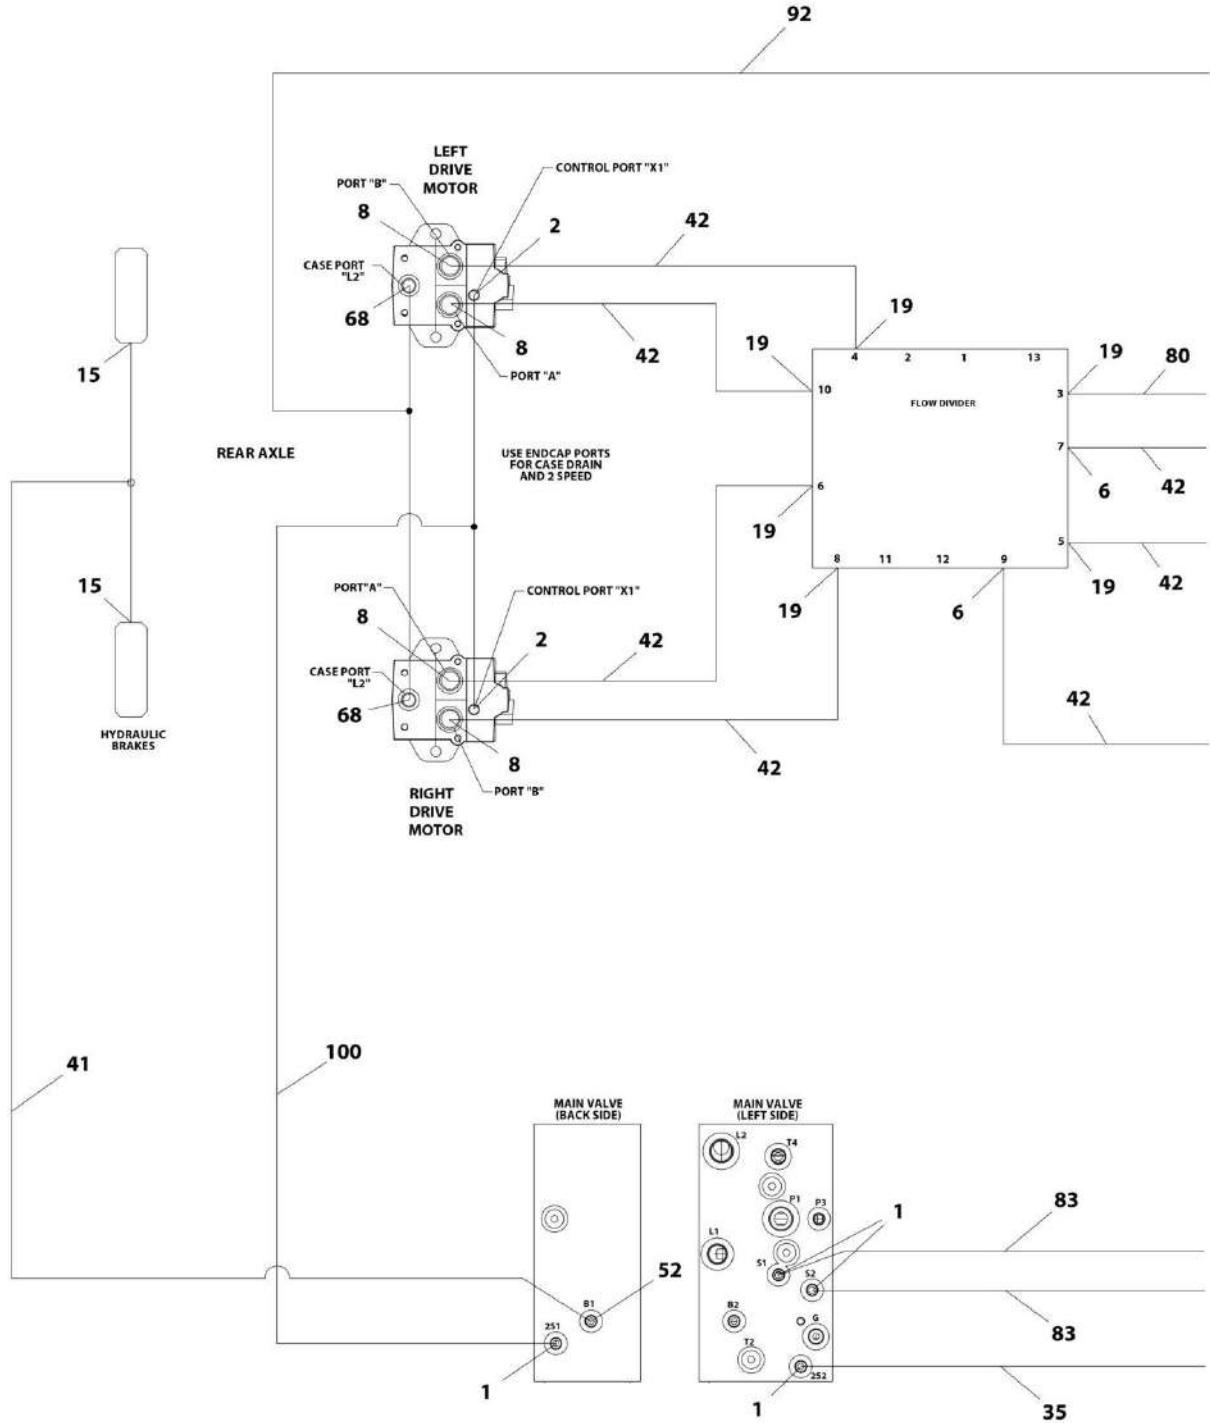 92
LEFT
DRIVE
MOTOR
CONTROL PORT "X1"
PORT "B"
8
2
42
CASE PORT
"L2"
68
8
42
19
PORT "A"
15
19
4
2
1
13
19
80
10
FLOW DIVIDER
3
REAR AXLE
USE ENDCAP PORTS
FOR CASE DRAIN
AND 2 SPEED
7
6
42
6
19
5
19
42
8
11
12
9
19
6
15
PORT"A"
CONTROL PORT "X1"
8
2
42
CASE PORT
"L2"
68
8
42
42
HYDRAULIC
BRAKES
PORT "B"
RIGHT
DRIVE
MOTOR
41
100
MAIN VALVE
(BACK SIDE)
MAIN VALVE
(LEFT SIDE)
L2
T4
P1
P3
1
83
L1
S1
S2
52
B1
B2
G
83
2S1
T2
2S2
1
1
35